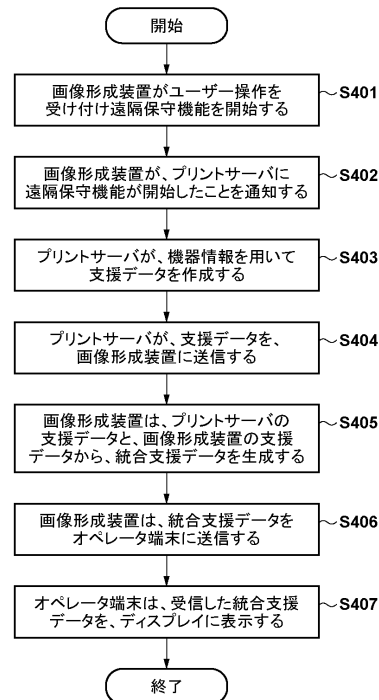 開始
画像形成装置がユーザー操作を
受け付け遠隔保守機能を開始する
S401
画像形成装置が、プリントサーバに
遠隔保守機能が開始したことを通知する
S402
プリントサーバが、機器情報を用いて
支援データを作成する
S403
プリントサーバが、支援データを、
画像形成装置に送信する
S404
画像形成装置は、プリントサーバの
支援データと、画像形成装置の支援
データから、統合支援データを生成する
S405
画像形成装置は、統合支援データを
オペレータ端末に送信する
S406
オペレータ端末は、受信した統合支援
データを、ディスプレイに表示する
S407
終了